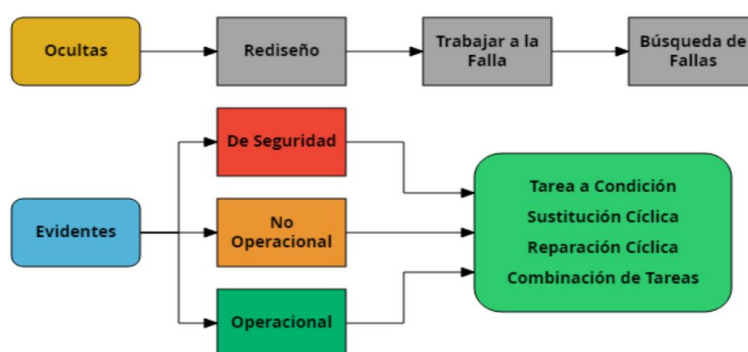 Ocultas
Rediseño
Trabajar a la
Falla
Búsqueda de
Fallas
De Seguridad
Evidentes
No
Operacional
Operacional
Tarea a Condición
Sustitución Cíclica
Reparación Cíclica
Combinación de Tareas